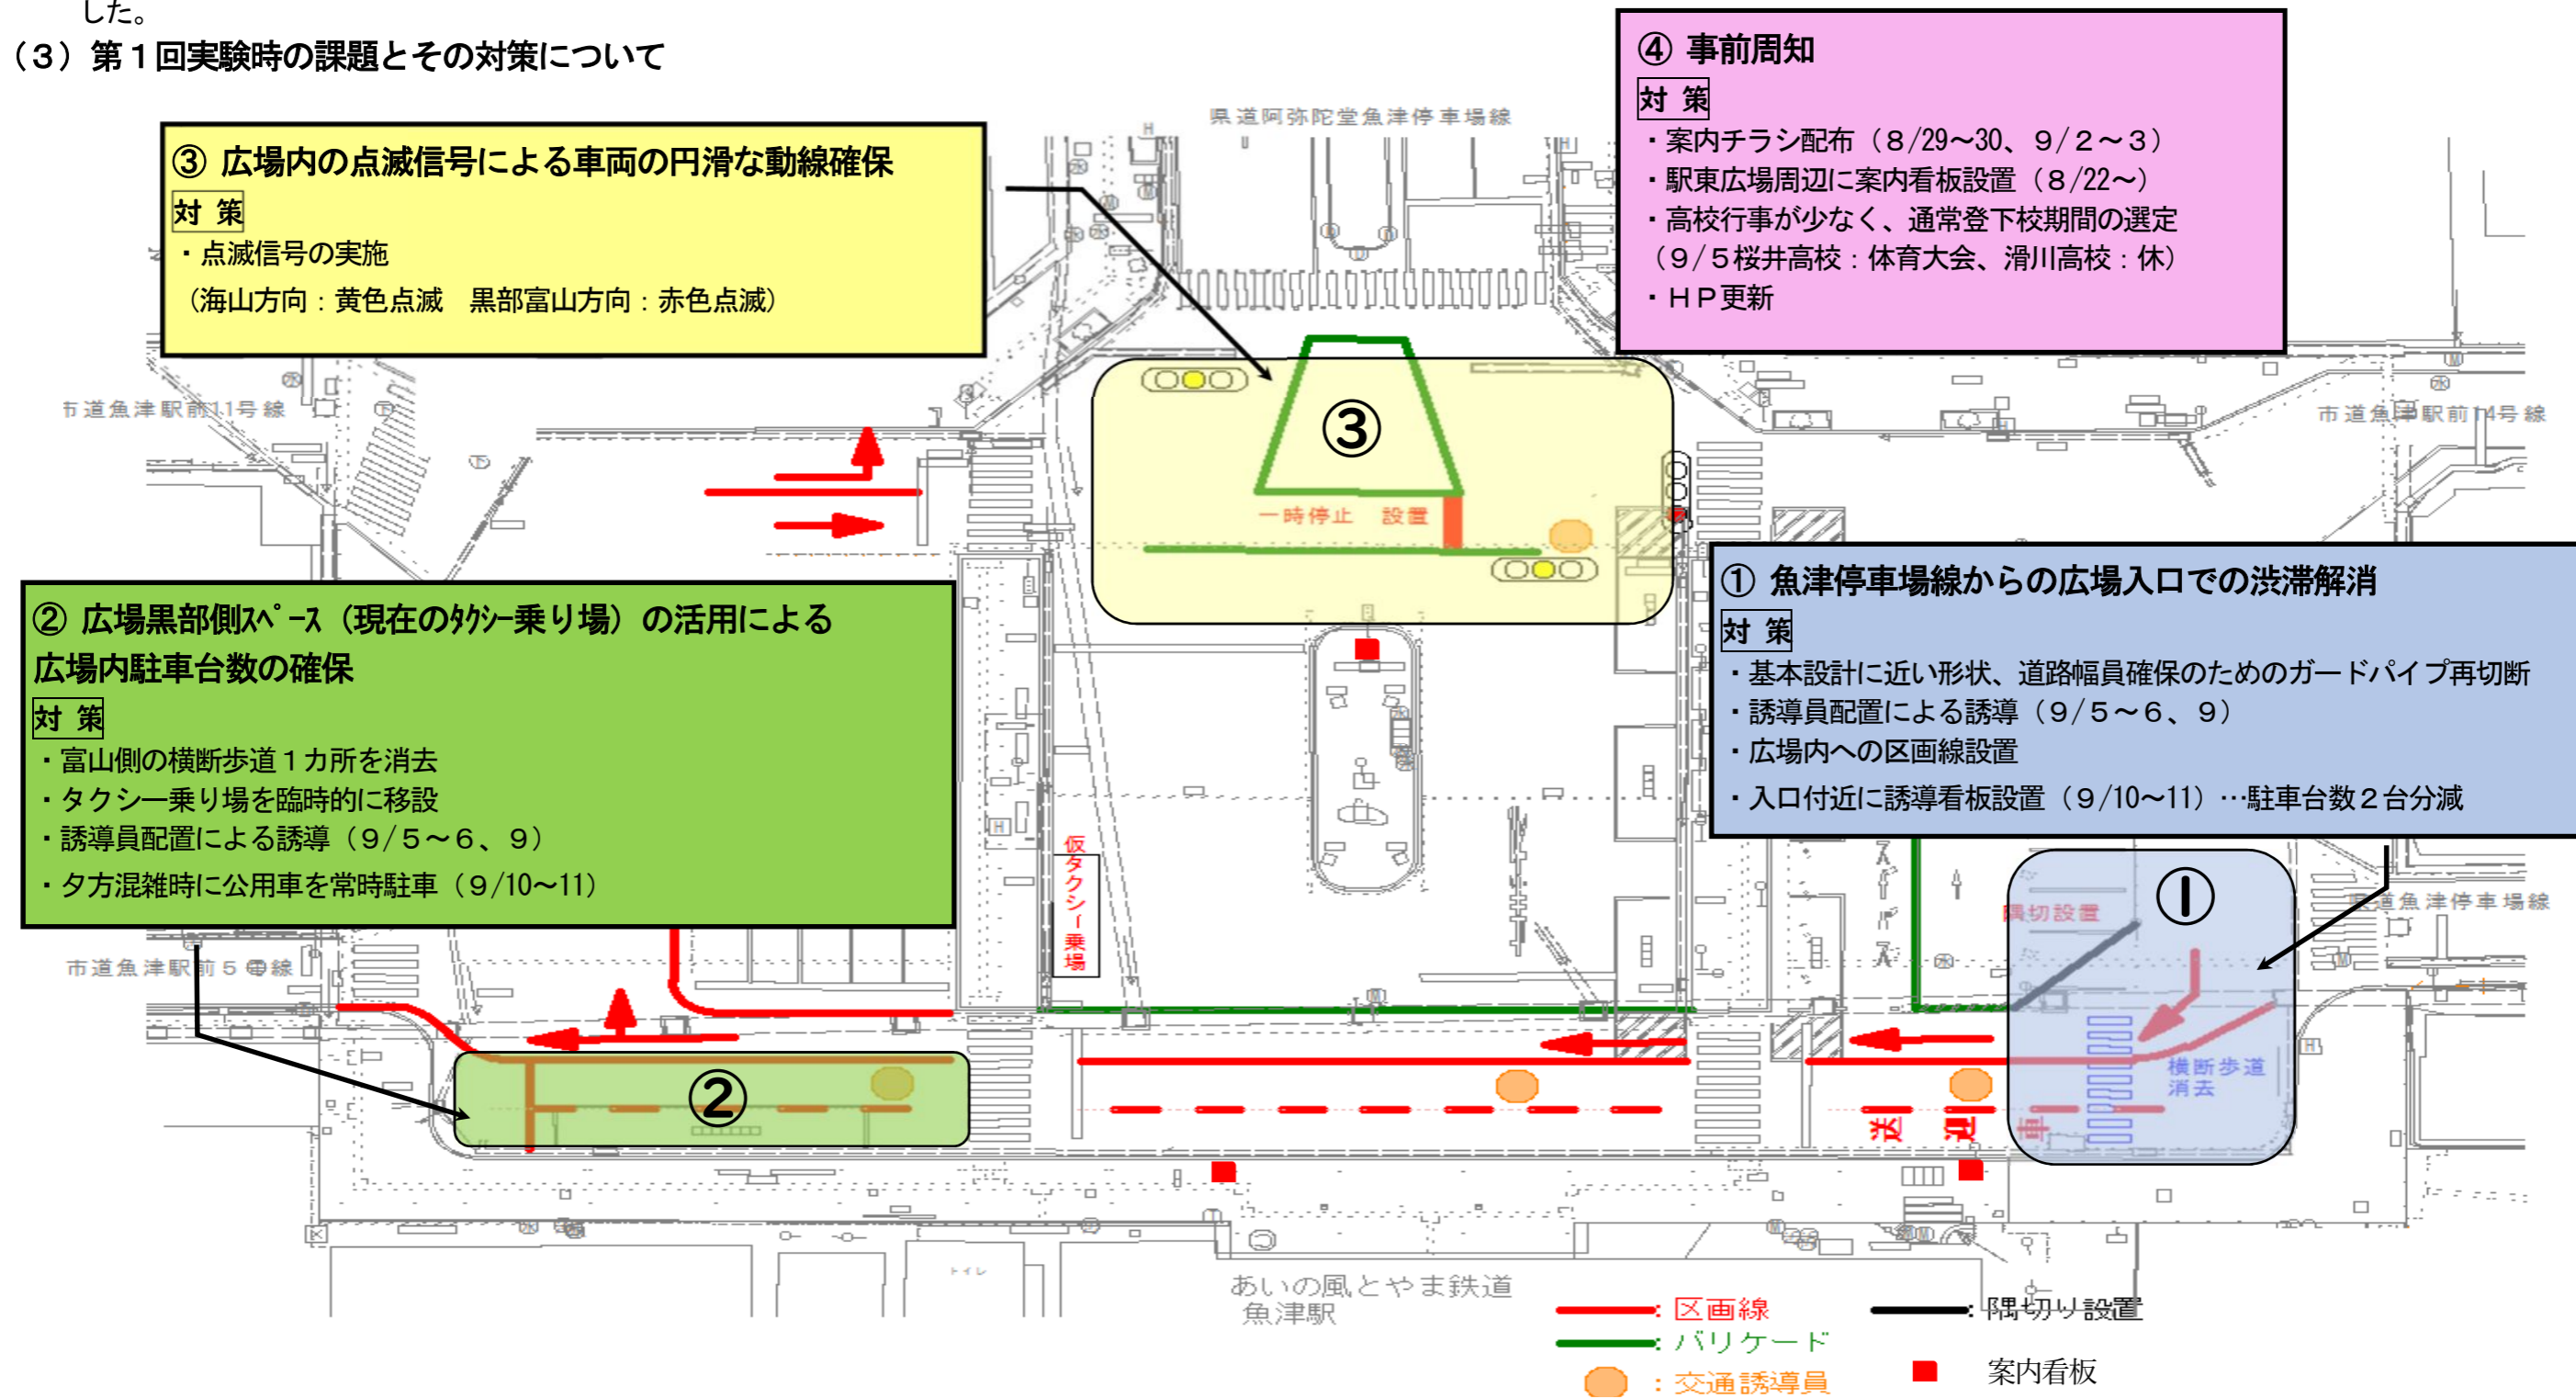 した。
(3)第1回実験時の課題とその対策について
④ 事前周知
対 策
・案内チラシ配布(8/29~30、9/2~3)
・駅東広場周辺に案内看板設置(8/22~)
・高校行事が少なく、通常登下校期間の選定
(9/5桜井高校:体育大会、滑川高校:休)
・HP更新
県道阿弥陀堂魚津停車場線
③ 広場内の点滅信号による車両の円滑な動線確保
対 策
・点滅信号の実施
(海山方向:黄色点滅 黒部富山方向:赤色点滅)
市道魚津駅前11号線
市道魚津駅前14号線
③
一時停止 設置
② 広場黒部側スペース(現在のタクシー乗り場)の活用による
広場内駐車台数の確保
対 策
・富山側の横断歩道1カ所を消去
・タクシー乗り場を臨時的に移設
・誘導員配置による誘導(9/5~6、9)
・夕方混雑時に公用車を常時駐車(9/10~11)
① 魚津停車場線からの広場入口での渋滞解消
対 策
・基本設計に近い形状、道路幅員確保のためのガードパイプ再切断
・誘導員配置による誘導(9/5~6、9)
・広場内への区画線設置
・入口付近に誘導看板設置(9/10~11)…駐車台数2台分減
仮タクシー乗場
①
隅切設置
県道魚津停車場線
市道魚津駅前5号線
②
横断歩道
消去
送 迎 車
トイレ
あいの風とやま鉄道
魚津駅
:区画線
:隅切り設置
:バリケード
:交通誘導員
案内看板